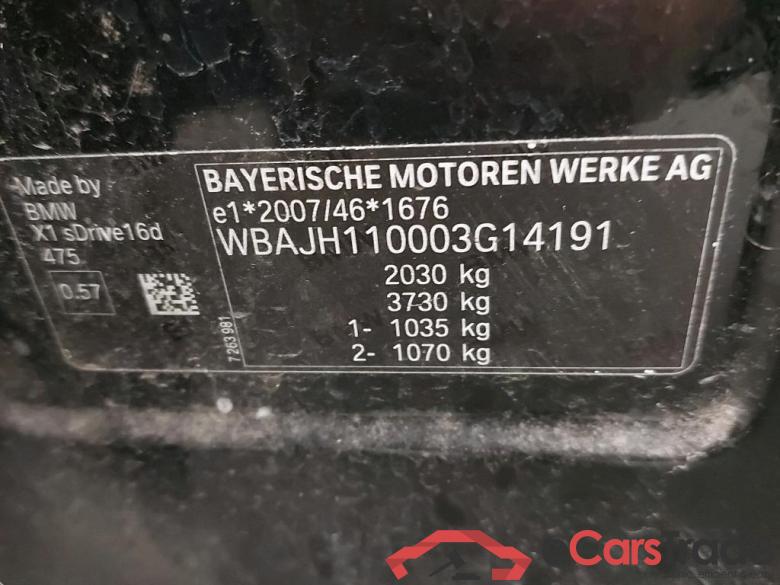 Made by
BMW
X1 sDrive16d
475
0.57
7263981
BAYERISCHE MOTOREN WERKE AG
e1*2007/46*1676
WBAJH110003G14191
2030 kg
3730 kg
1- 1035 kg
2- 1070 kg
eCarsTrade